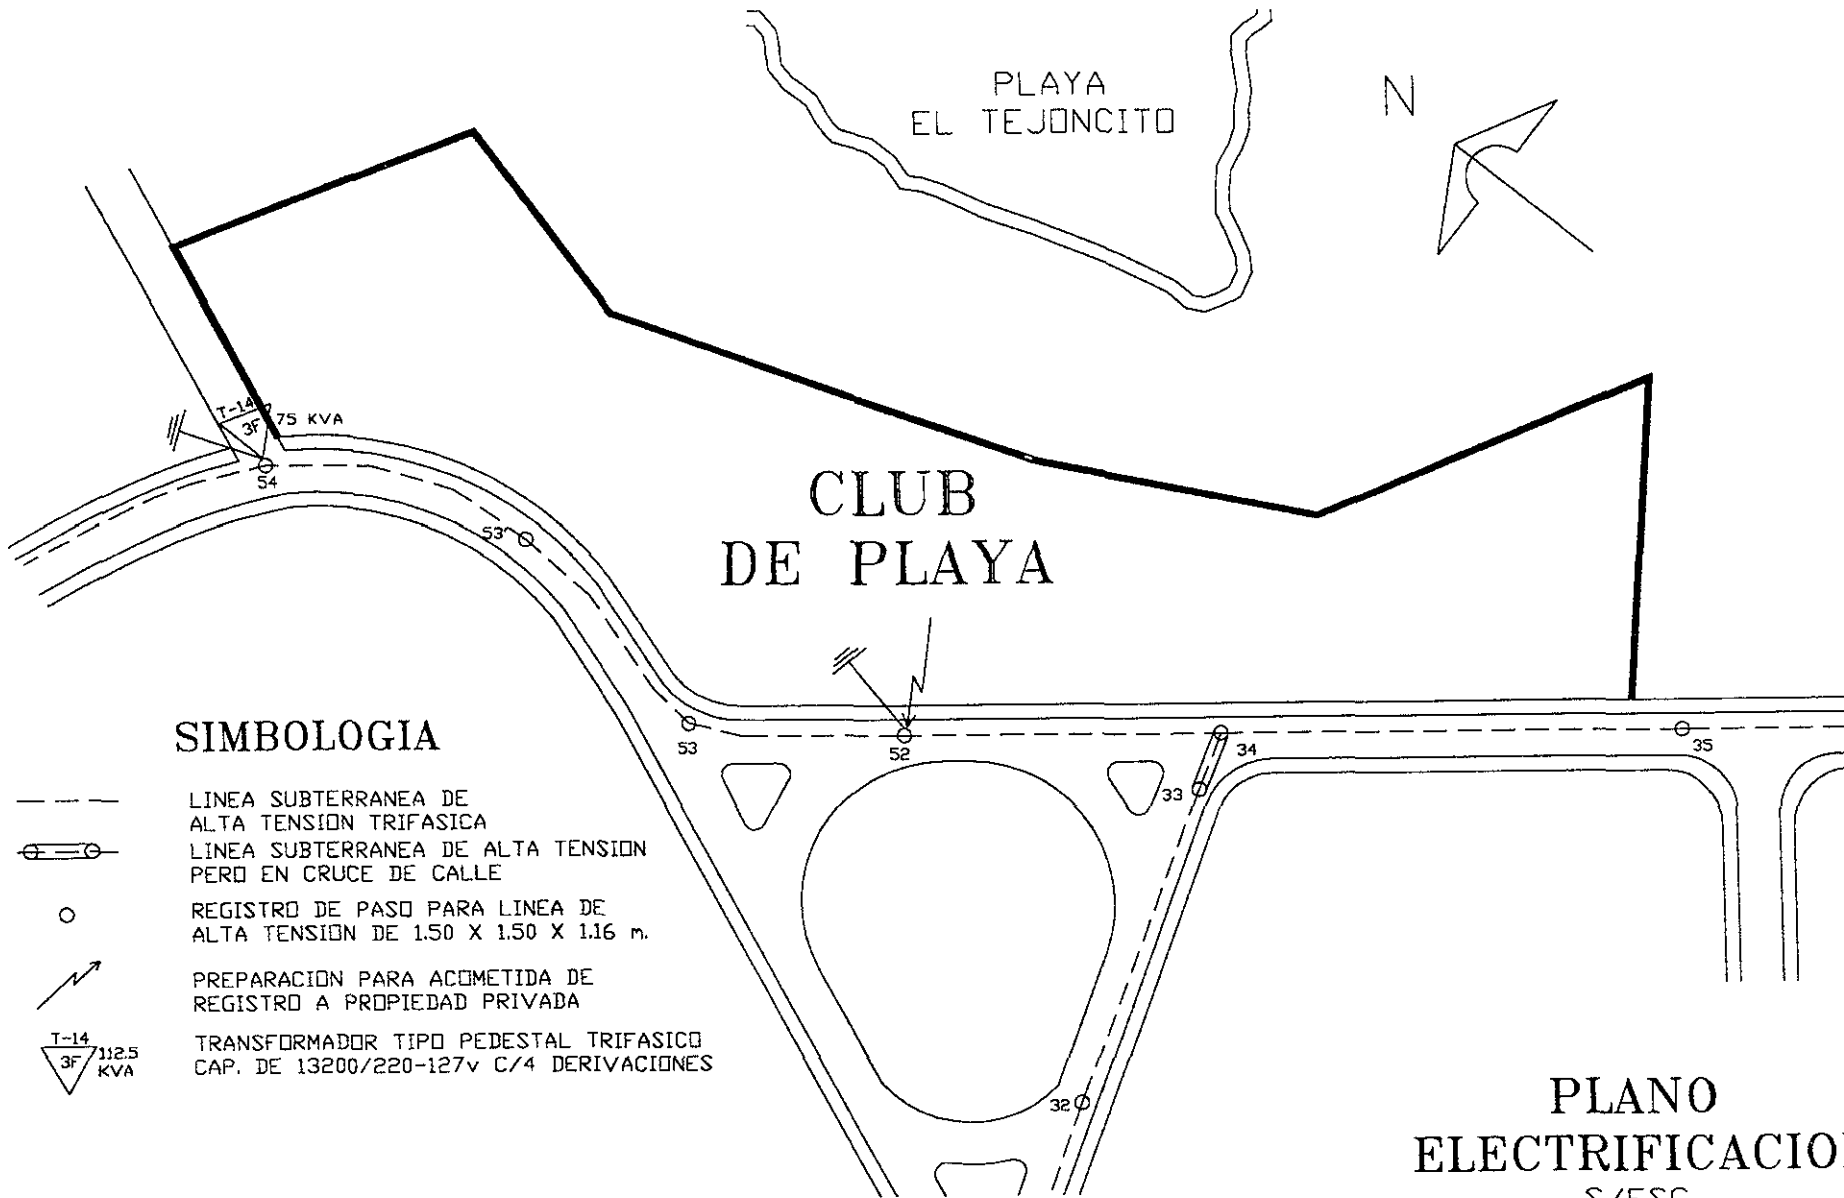 PLAYA
EL TEJONCITO
N
T-14
3F
75 KVA
54
53'
CLUB
DE PLAYA
53
52
34
35
33
32
SIMBOLOGIA
LINEA SUBTERRANEA DE
ALTA TENSION TRIFASICA
LINEA SUBTERRANEA DE ALTA TENSION
PERO EN CRUCE DE CALLE
REGISTRO DE PASO PARA LINEA DE
ALTA TENSION DE 1.50 X 1.50 X 1.16 m.
PREPARACION PARA ACOMETIDA DE
REGISTRO A PROPIEDAD PRIVADA
T-14
3F
112.5
KVA
TRANSFORMADOR TIPO PEDESTAL TRIFASICO
CAP. DE 13200/220-127v C/4 DERIVACIONES
PLANO
ELECTRIFICACIO
S/ESC